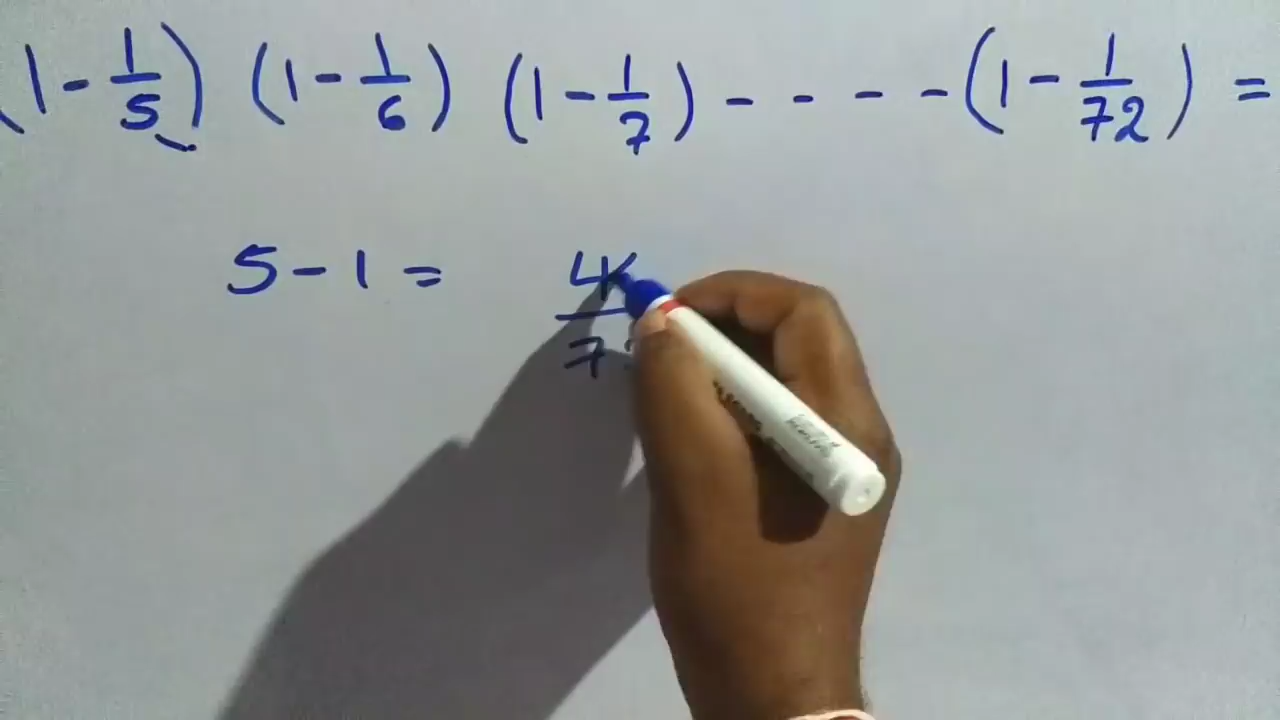 (1 - 1/5) (1 - 1/6) (1 - 1/7) - - - - (1 - 1/72) =
5 - 1 = 4
7